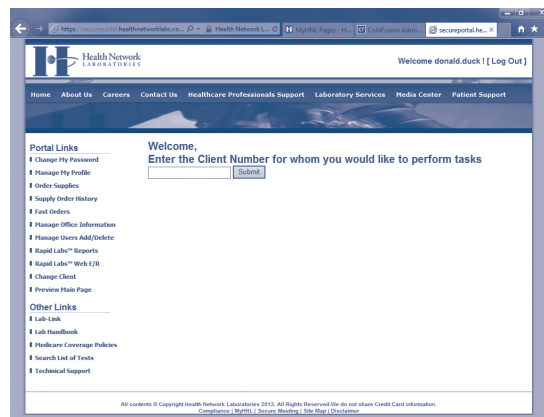 https://secureportal.healthnetworklabs.co...
Health Network L...
MyHNL Pages - H...
ColdFusion Admi...
secureportal.he...
Health Network
LABORATORIES
Welcome donald.duck ! [ Log Out ]
Home About Us Careers Contact Us Healthcare Professionals Support Laboratory Services Media Center Patient Support
Portal Links
Change My Password
Manage My Profile
Order Supplies
Supply Order History
Fast Orders
Manage Office Information
Manage Users Add/Delete
Rapid Labs™ Reports
Rapid Labs™ Web E/R
Change Client
Preview Main Page
Other Links
Lab-Link
Lab Handbook
Medicare Coverage Policies
Search List of Tests
Techinical Support
Welcome,
Enter the Client Number for whom you would like to perform tasks
Submit
All contents ® Copyright Health Network Laboratories 2013. All Rights Reserved.We do not share Credit Card information.
Compliance | MyHNL | Secure Meeting | Site Map | Disclaimer